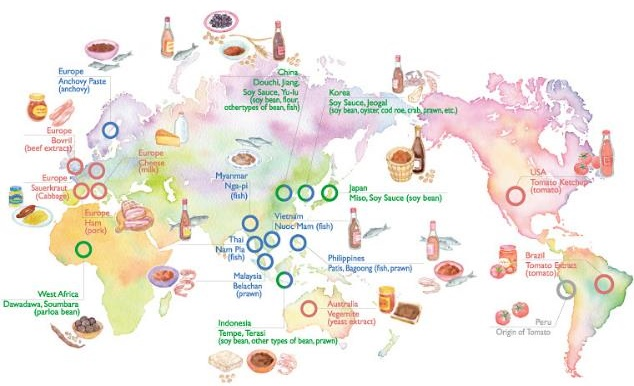 Europe
Anchovy Paste
(anchovy)
China
Douchi, Jiang,
Soy Sauce, Yu-lu
(soy bean, flour,
othertypes of bean, fish)
Korea
Soy Sauce, Jeogal
(soy bean, oyster, cod roe, crab, prawn, etc.)
Europe
Bovril
(beef extract)
Europe
Cheese
(milk)
Europe
Sauerkraut
(Cabbage)
Myanmar
Nga-pi
(fish)
Japan
Miso, Soy Sauce (soy bean)
USA
Tomato Ketchup
(tomato)
Europe
Ham
(pork)
Vietnam
Nuoc Mam (fish)
Thai
Nam Pla
(fish)
Philippines
Patis, Bagoong (fish, prawn)
Brazil
Tomato Extract
(tomato)
Malaysia
Belachan
(prawn)
West Africa
Dawadawa, Soumbara
(parloa bean)
Australia
Vegemite
(yeast extract)
Indonesia
Tempe, Terasi
(soy bean, other types of bean, prawn)
Peru
Origin of Tomato